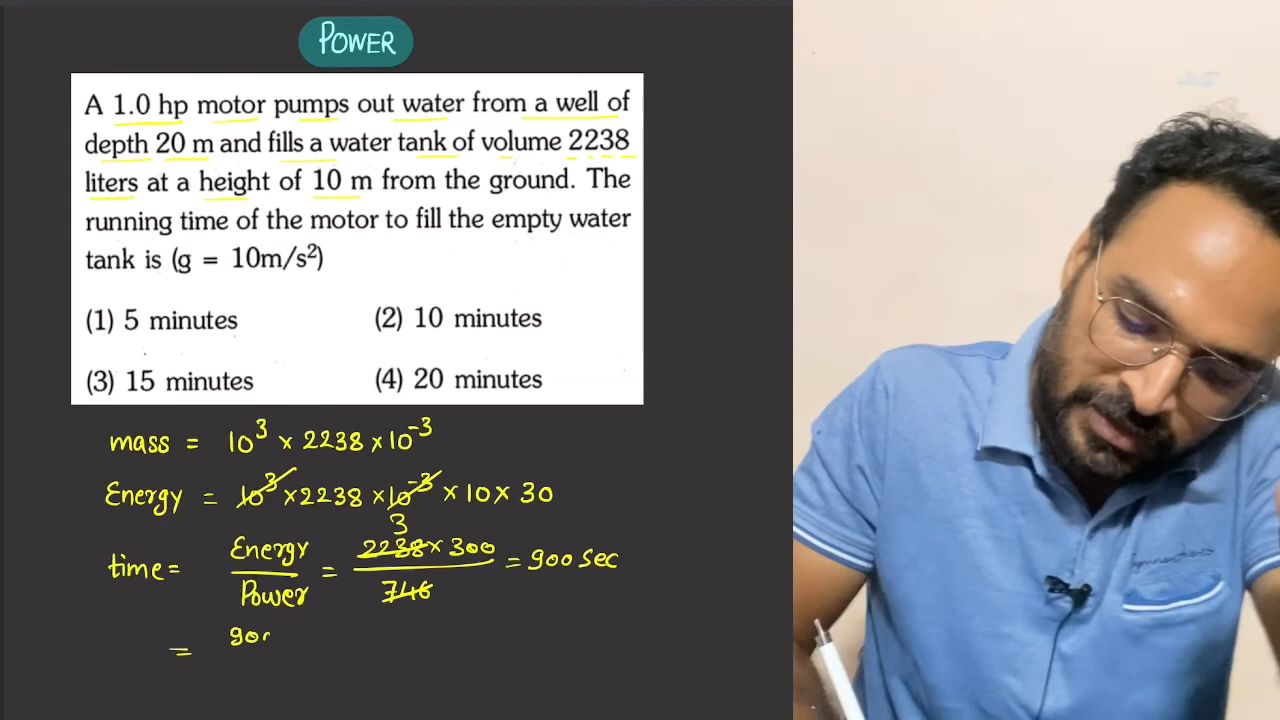 POWER
A 1.0 hp motor pumps out water from a well of
depth 20 m and fills a water tank of volume 2238
liters at a height of 10 m from the ground. The
running time of the motor to fill the empty water
tank is (g = 10m/s²)
(1) 5 minutes (2) 10 minutes
(3) 15 minutes (4) 20 minutes
mass = 10³ × 2238 × 10⁻³
Energy = 10³ × 2238 × 10⁻³ × 10 × 30
3
time = Energy/Power = 2238 × 300/746 = 900 sec
= 90